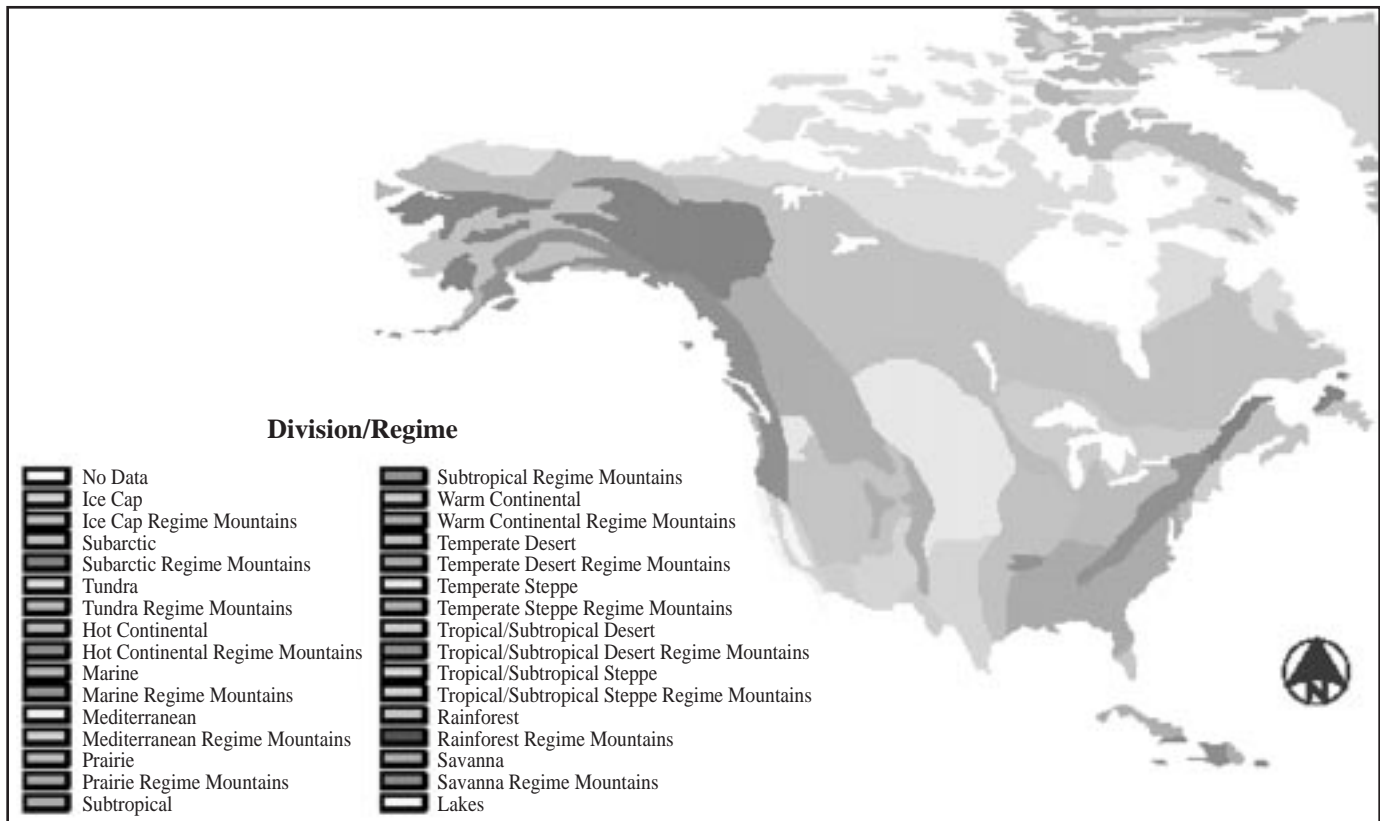 Division/Regime
No Data
Ice Cap
Ice Cap Regime Mountains
Subarctic
Subarctic Regime Mountains
Tundra
Tundra Regime Mountains
Hot Continental
Hot Continental Regime Mountains
Marine
Marine Regime Mountains
Mediterranean
Mediterranean Regime Mountains
Prairie
Prairie Regime Mountains
Subtropical
Subtropical Regime Mountains
Warm Continental
Warm Continental Regime Mountains
Temperate Desert
Temperate Desert Regime Mountains
Temperate Steppe
Temperate Steppe Regime Mountains
Tropical/Subtropical Desert
Tropical/Subtropical Desert Regime Mountains
Tropical/Subtropical Steppe
Tropical/Subtropical Steppe Regime Mountains
Rainforest
Rainforest Regime Mountains
Savanna
Savanna Regime Mountains
Lakes
N